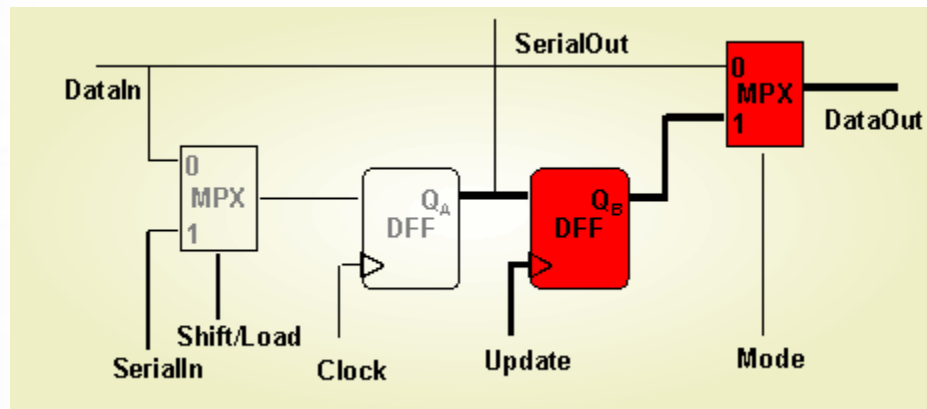 SerialOut
DataIn
0
MPX
1
DataOut
0
MPX
1
QA
DFF
QB
DFF
Shift/Load
SerialIn
Clock
Update
Mode